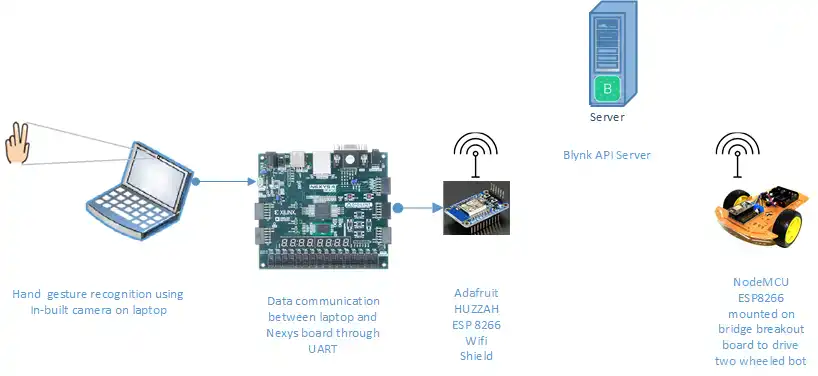 B
Server
Blynk API Server
NEXYS
XILINX
Hand gesture recognition using
In-built camera on laptop
Data communication
between laptop and
Nexys board through
UART
Adafruit
HUZZAH
ESP 8266
Wifi
Shield
NodeMCU
ESP8266
mounted on
bridge breakout
board to drive
two wheeled bot